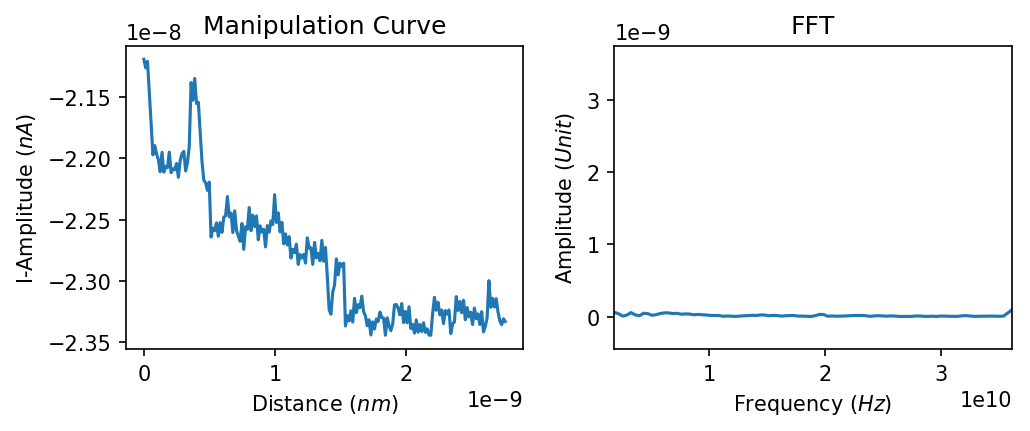 Manipulation Curve
1e−8
−2.15
−2.20
−2.25
−2.30
−2.35
I-Amplitude (nA)
0
1
2
1e−9
Distance (nm)
FFT
1e−9
3
2
1
0
Amplitude (Unit)
1
2
3
1e10
Frequency (Hz)